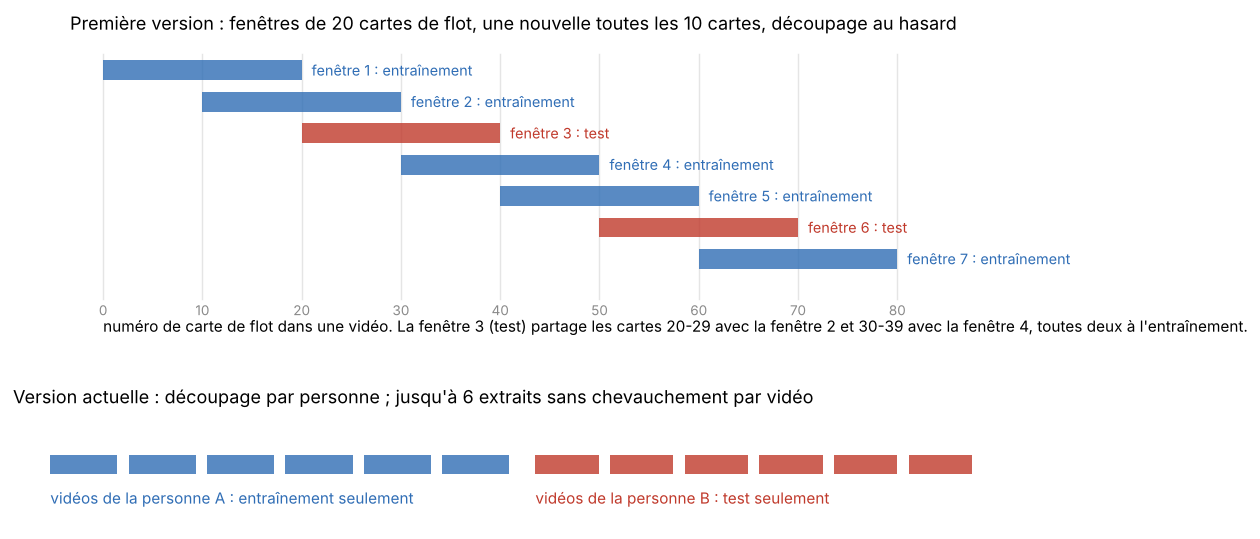 Première version : fenêtres de 20 cartes de flot, une nouvelle toutes les 10 cartes, découpage au hasard
fenêtre 1 : entraînement
fenêtre 2 : entraînement
fenêtre 3 : test
fenêtre 4 : entraînement
fenêtre 5 : entraînement
fenêtre 6 : test
fenêtre 7 : entraînement
0 10 20 30 40 50 60 70 80
numéro de carte de flot dans une vidéo. La fenêtre 3 (test) partage les cartes 20-29 avec la fenêtre 2 et 30-39 avec la fenêtre 4, toutes deux à l'entraînement.
Version actuelle : découpage par personne ; jusqu'à 6 extraits sans chevauchement par vidéo
vidéos de la personne A : entraînement seulement
vidéos de la personne B : test seulement